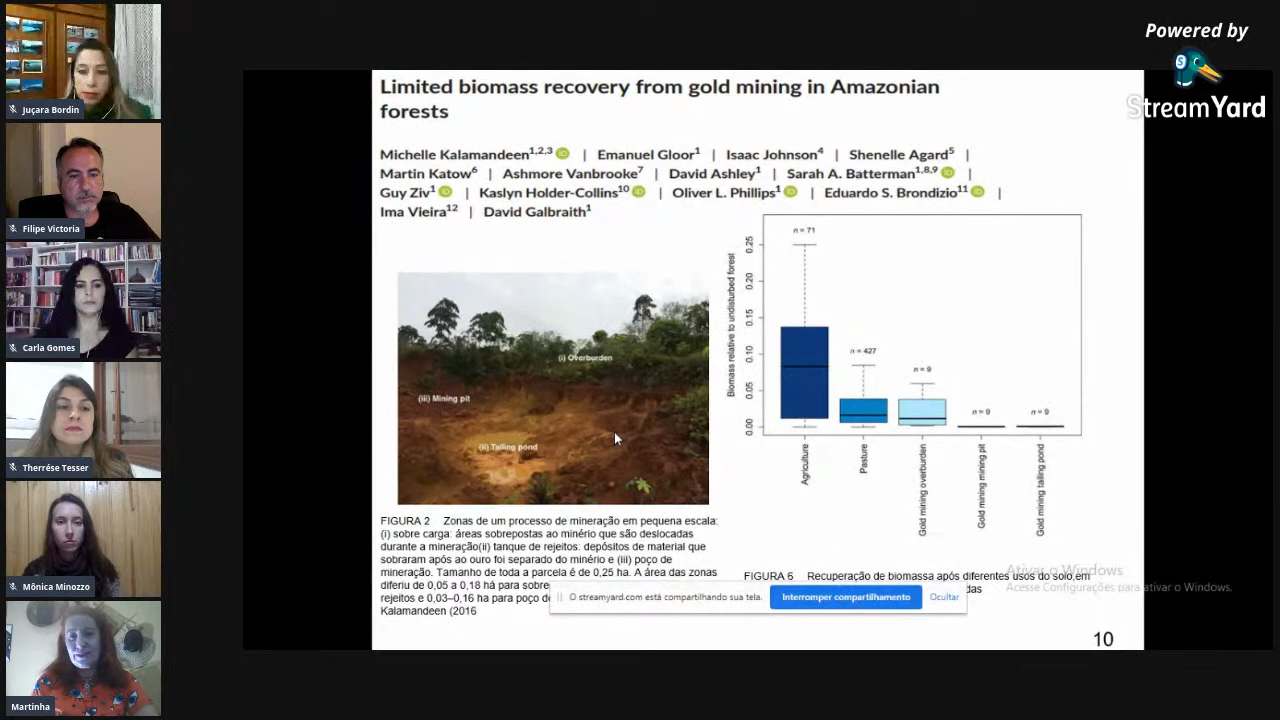 Juçara Bordin
Filipe Victoria
Carla Gomes
Therrése Tesser
Mônica Minozzo
Martinha
Powered by
StreamYard
Limited biomass recovery from gold mining in Amazonian
forests
Michelle Kalamandeen1,2,3 | Emanuel Gloor1 | Isaac Johnson4 | Shenelle Agard5 |
Martin Katow6 | Ashmore Vanbrooke7 | David Ashley1 | Sarah A. Batterman1,8,9 |
Guy Ziv1 | Kaslyn Holder-Collins10 | Oliver L. Phillips1 | Eduardo S. Brondizio11 |
Ima Vieira12 | David Galbraith1
(i) Overburden
(iii) Mining pit
(ii) Tailing pond
FIGURA 2 Zonas de um processo de mineração em pequena escala:
(i) sobre carga: áreas sobrepostas ao minério que são deslocadas
durante a mineração(ii) tanque de rejeitos: depósitos de material que
sobraram após ao ouro foi separado do minério e (iii) poço de
mineração. Tamanho de toda a parcela é de 0,25 ha. A área das zonas
diferiu de 0,05 a 0,18 há para sobre
rejeitos e 0,03–0,16 ha para poço de
Kalamandeen (2016
Biomass relative to undisturbed forest
0.25
0.20
0.15
0.10
0.05
0.00
n = 71
n = 427
n = 9
n = 9
n = 9
Agriculture
Pasture
Gold mining overburden
Gold mining mining pit
Gold mining tailing pond
FIGURA 6 Recuperação de biomassa após diferentes usos do solo,em
das
O streamyard.com está compartilhando sua tela.
Interromper compartilhamento
Ocultar
Ativar o Windows
Acesse Configurações para ativar o Windows.
10